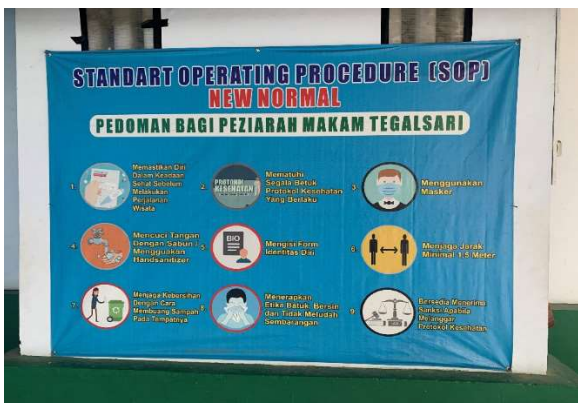 STANDART OPERATING PROCEDURE (SOP)
NEW NORMAL
PEDOMAN BAGI PEZIARAH MAKAM TEGALSARI
1.
Memastikan Diri
Dalam Keadaan
Sehat Sebelum
Melakukan
Perjalanan
Wisata
2.
PROTOKOL
KESEHATAN
Mematuhi
Segala Betuk
Protokol Kesehatan
Yang Berlaku
3.
Menggunakan
Masker
4.
Mencuci Tangan
Dengan Sabun /
Menggunakan
Handsanitizer
5.
BIO
Mengisi Form
Identitas Diri
6.
Menjaga Jarak
Minimal 1,5 Meter
7.
Menjaga Kebersihan
Dengan Cara
Membuang Sampah
Pada Tempatnya
8.
Menerapkan
Etika Batuk, Bersin
dan Tidak Meludah
Sembarangan
9.
Bersedia Menerima
Sanksi Apabila
Melanggar
Protokol Kesehatan